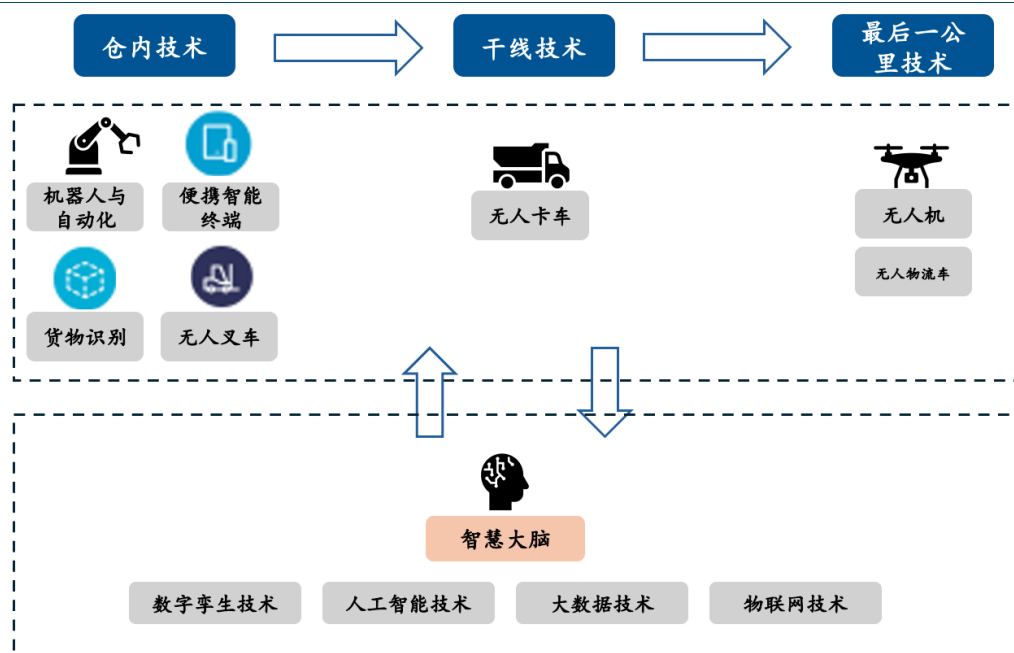 仓内技术
干线技术
最后一公
里技术
机器人与
自动化
便携智能
终端
无人卡车
无人机
无人物流车
货物识别
无人叉车
智慧大脑
数字孪生技术
人工智能技术
大数据技术
物联网技术